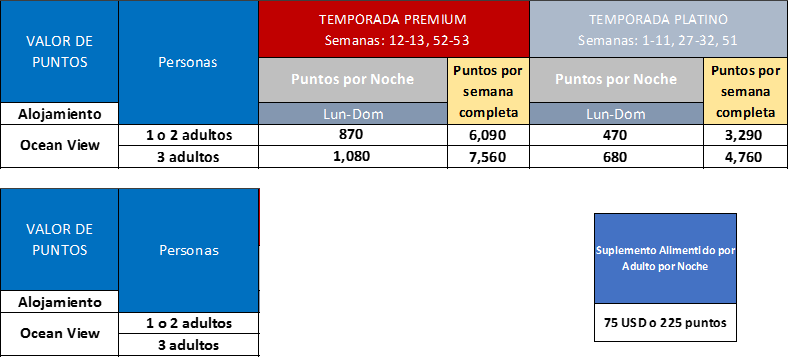 VALOR DE
PUNTOS
Personas
TEMPORADA PREMIUM
Semanas: 12-13, 52-53
TEMPORADA PLATINO
Semanas: 1-11, 27-32, 51
Puntos por Noche
Puntos por
semana
completa
Puntos por Noche
Puntos por
semana
completa
Alojamiento
Lun-Dom
Lun-Dom
Ocean View
1 o 2 adultos
870
6,090
470
3,290
3 adultos
1,080
7,560
680
4,760
VALOR DE
PUNTOS
Personas
Alojamiento
Ocean View
1 o 2 adultos
3 adultos
Suplemento Alimentido por
Adulto por Noche
75 USD o 225 puntos